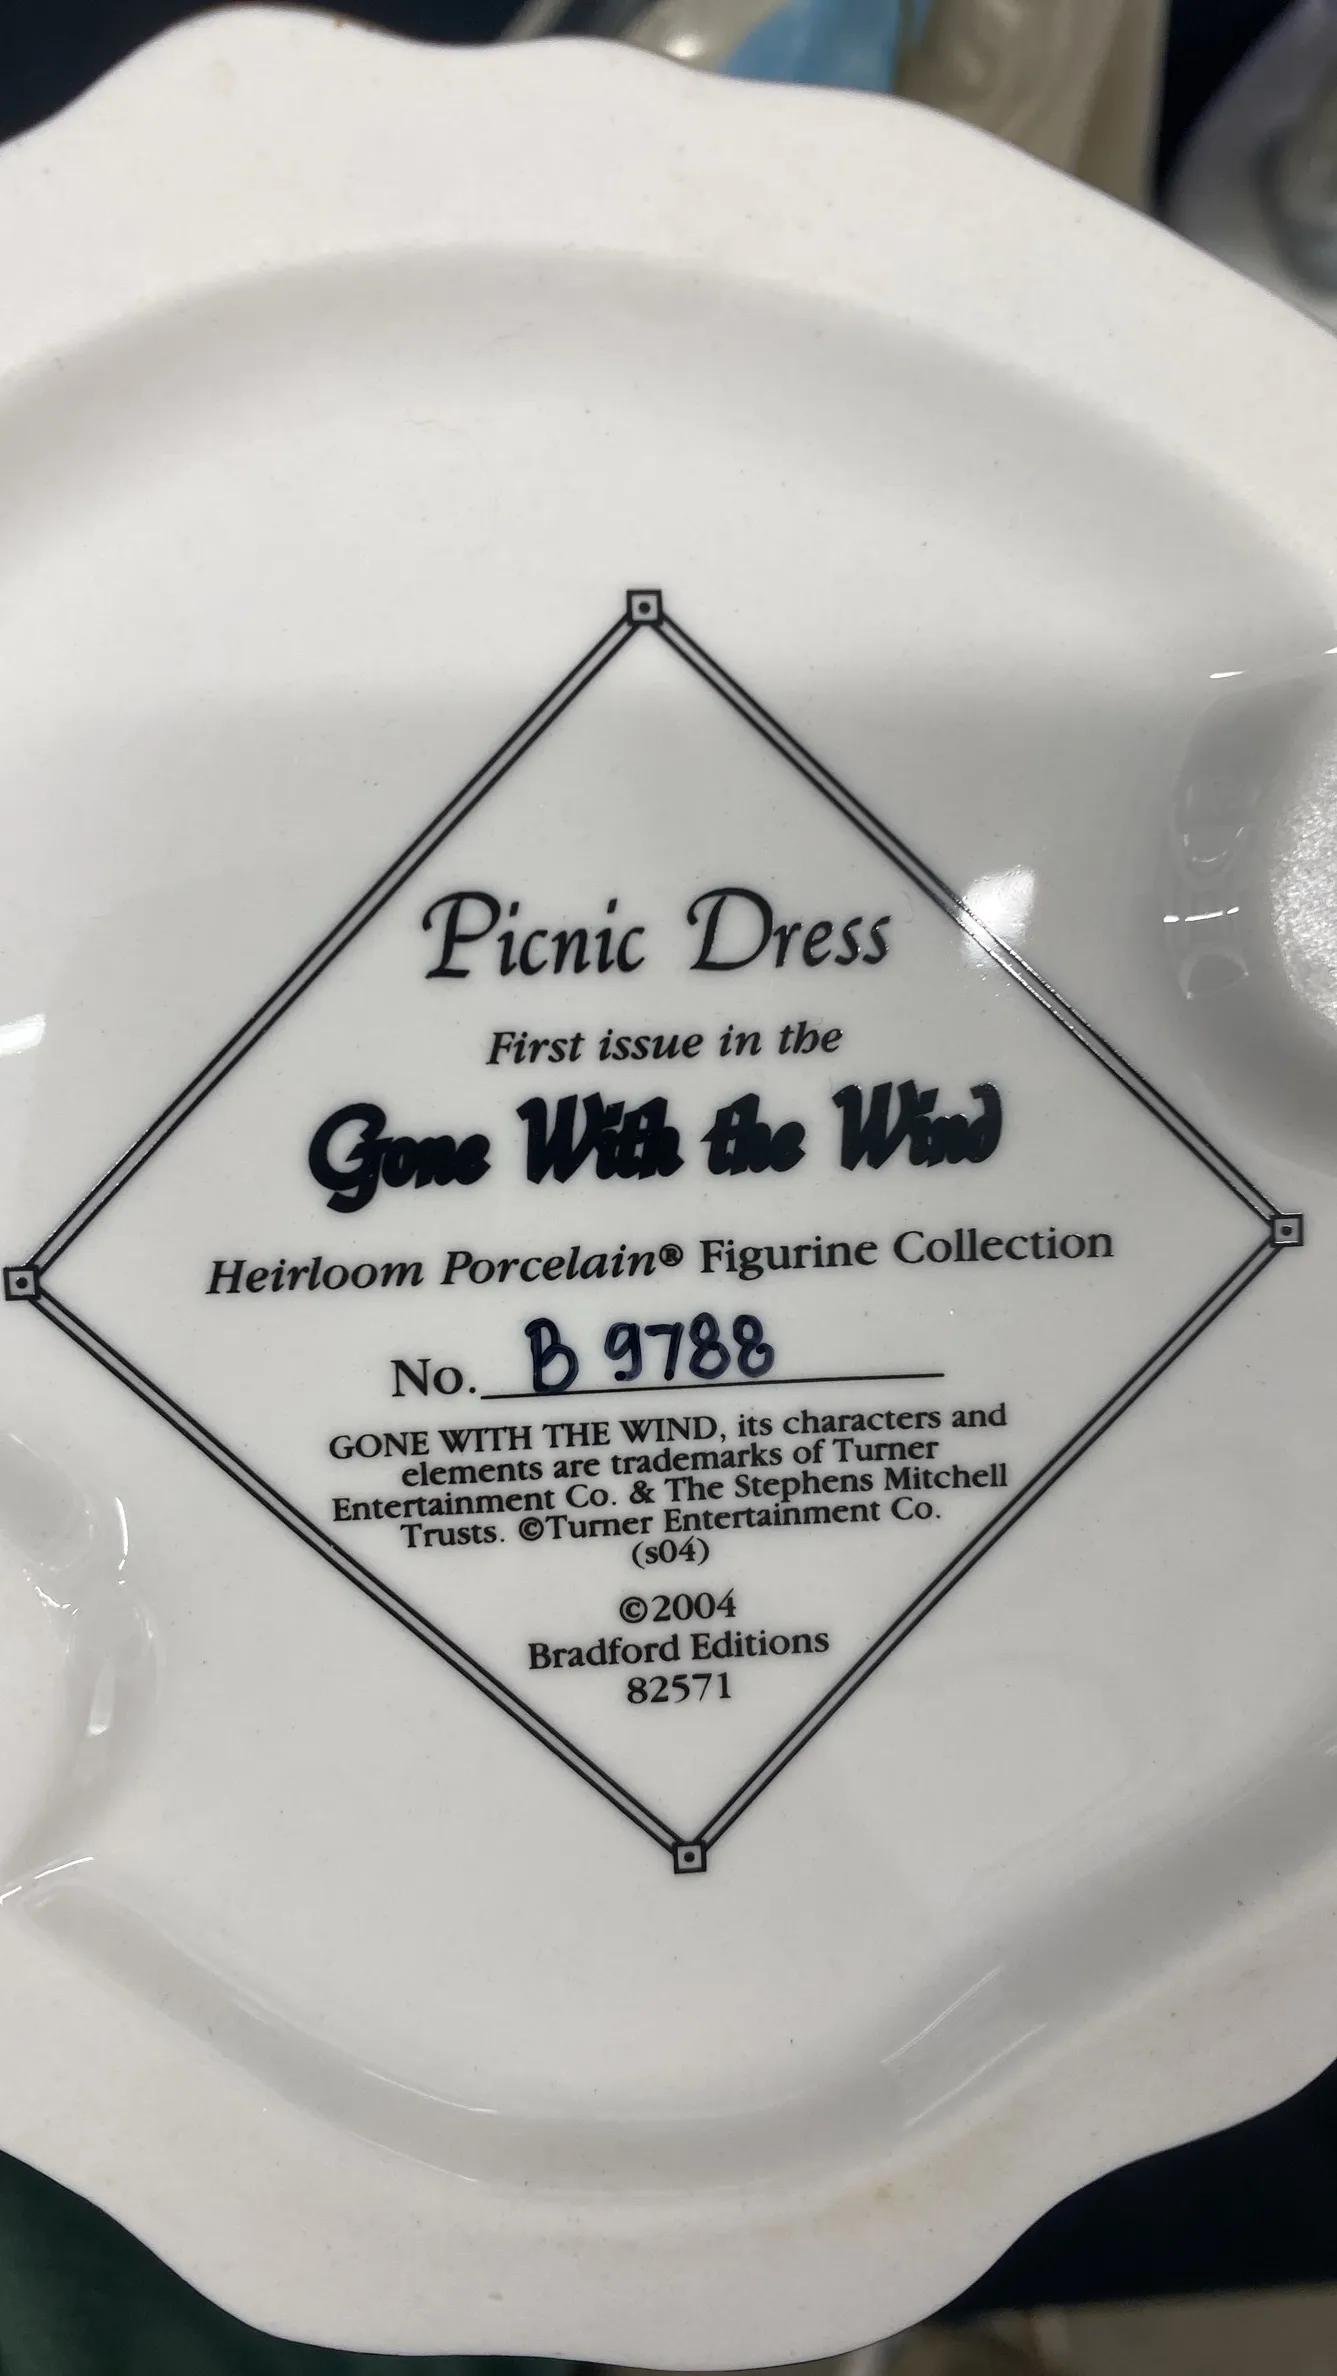 Picnic Dress
First issue in the
Gone With the Wind
Heirloom Porcelain® Figurine Collection
No. B 9788
GONE WITH THE WIND, its characters and
elements are trademarks of Turner
Entertainment Co. & The Stephens Mitchell
Trusts. ©Turner Entertainment Co.
(s04)
©2004
Bradford Editions
82571